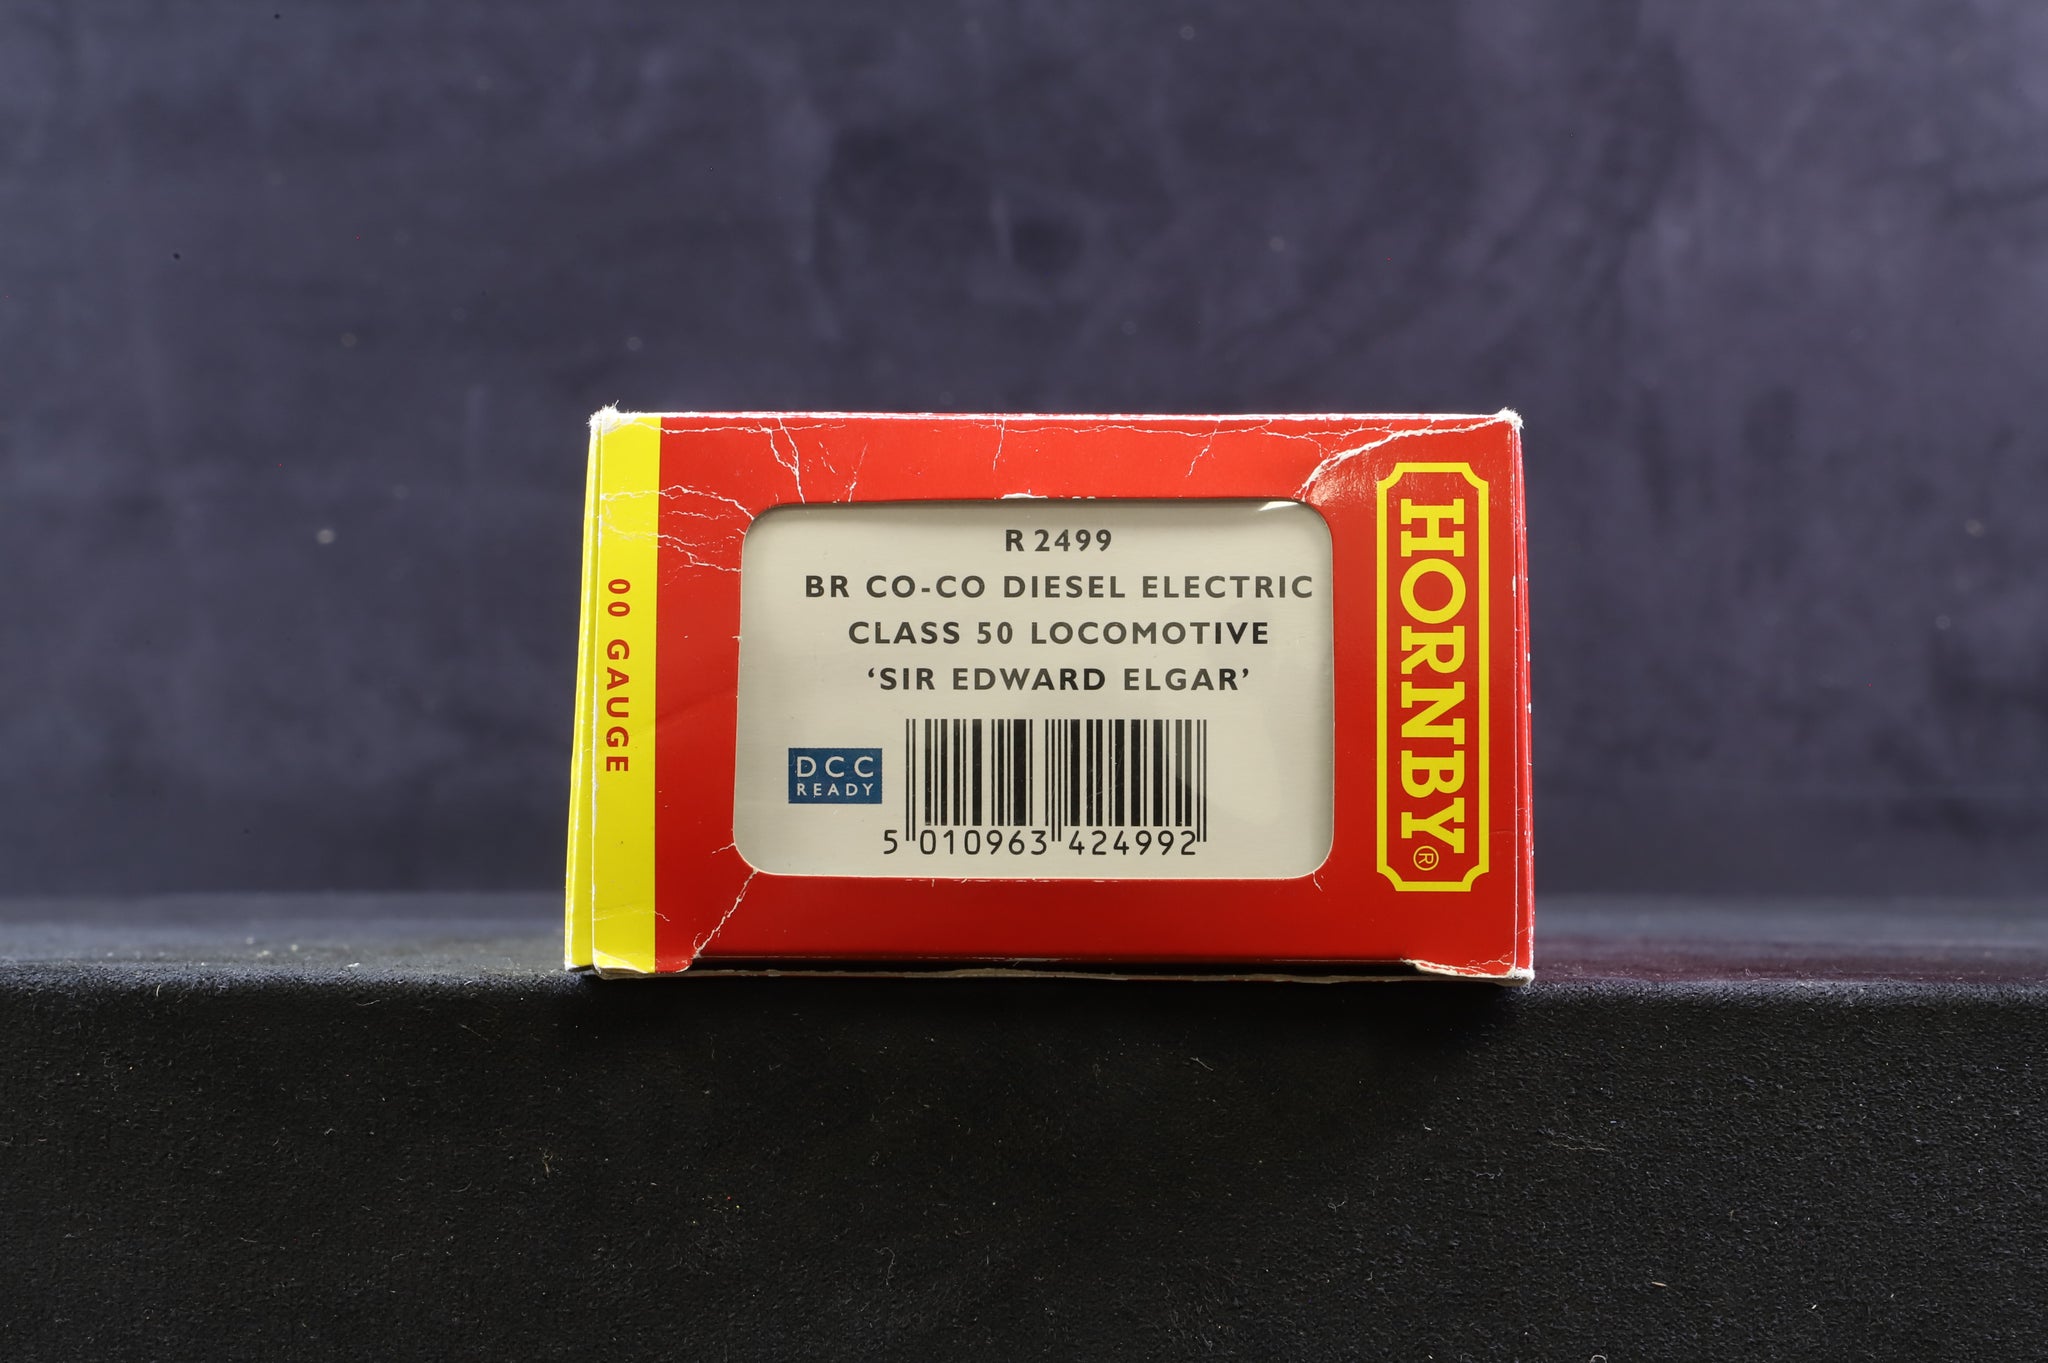 00 GAUGE
R 2499
BR CO-CO DIESEL ELECTRIC
CLASS 50 LOCOMOTIVE
‘SIR EDWARD ELGAR’
DCC
READY
5 010963 424992
HORNBY®